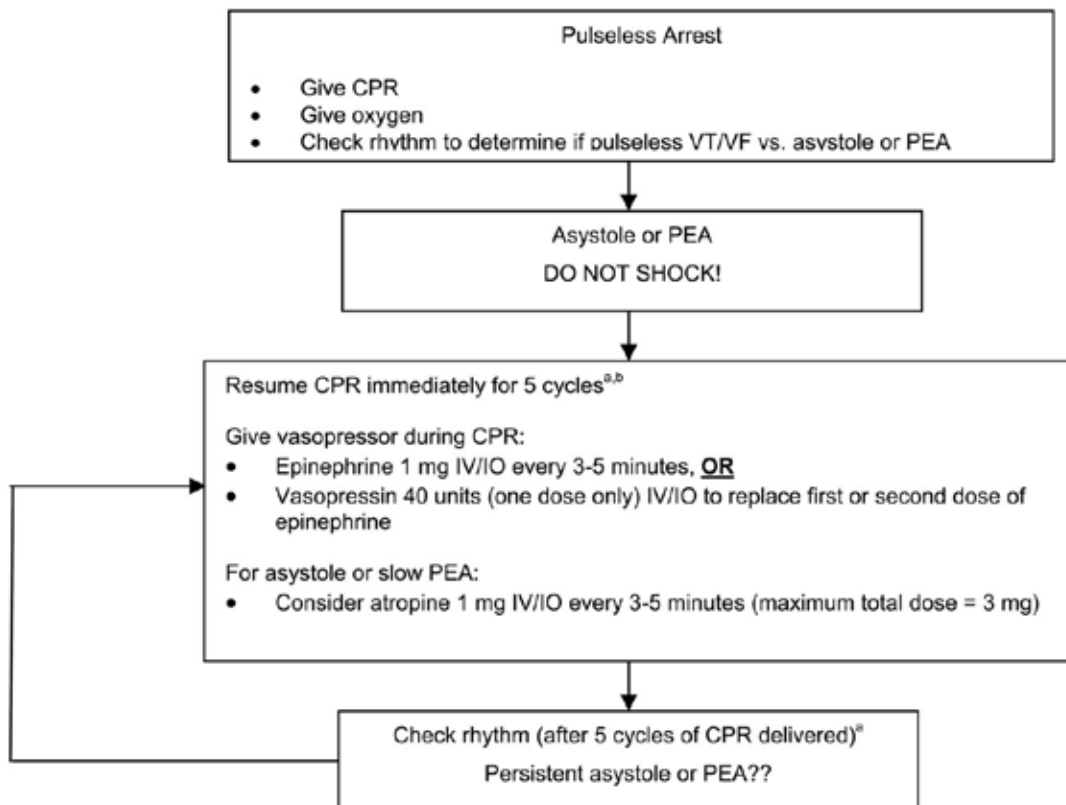 Pulseless Arrest
• Give CPR
• Give oxygen
• Check rhythm to determine if pulseless VT/VF vs. asystole or PEA
Asystole or PEA
DO NOT SHOCK!
Resume CPR immediately for 5 cycles^a,b
Give vasopressor during CPR:
• Epinephrine 1 mg IV/IO every 3-5 minutes, OR
• Vasopressin 40 units (one dose only) IV/IO to replace first or second dose of
epinephrine
For asystole or slow PEA:
• Consider atropine 1 mg IV/IO every 3-5 minutes (maximum total dose = 3 mg)
Check rhythm (after 5 cycles of CPR delivered)^a
Persistent asystole or PEA??